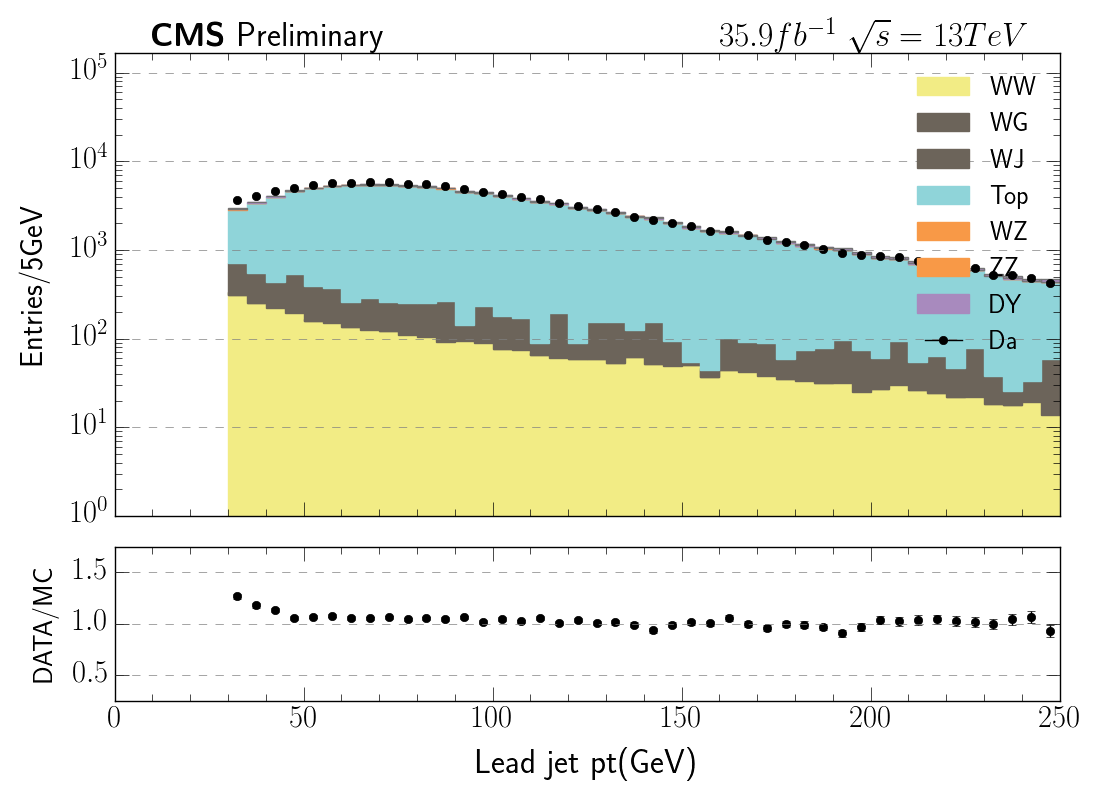 CMS Preliminary
35.9fb⁻¹ √s = 13TeV
Entries/5GeV
10⁵
10⁴
10³
10²
10¹
10⁰
WW
WG
WJ
Top
WZ
ZZ
DY
Da
DATA/MC
1.5
1.0
0.5
0 50 100 150 200 250
Lead jet pt(GeV)